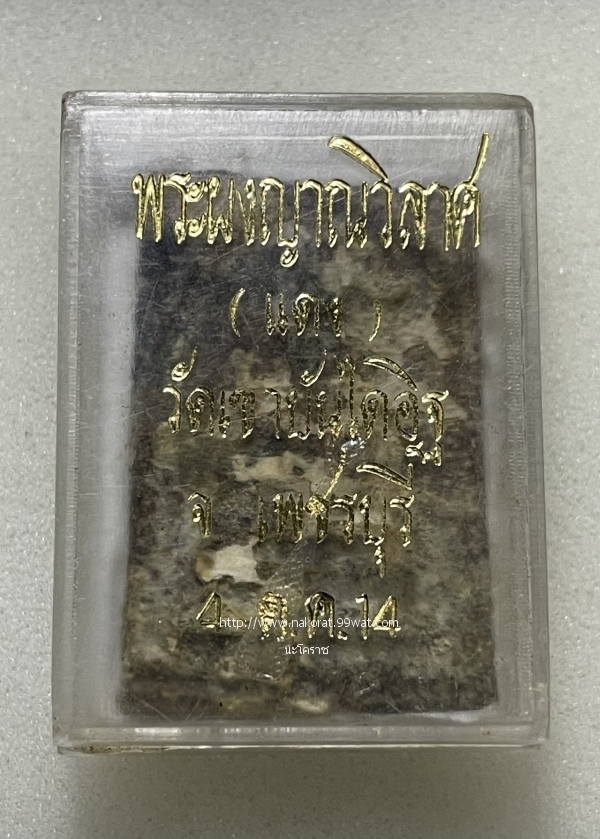 พระผงญาณวิลาศ
( แดง )
วัดเขาบันไดอิฐ
จ. เพชรบุรี
4 ต.ค.14
http://www.nakorat.99wat.com
นะโคราช